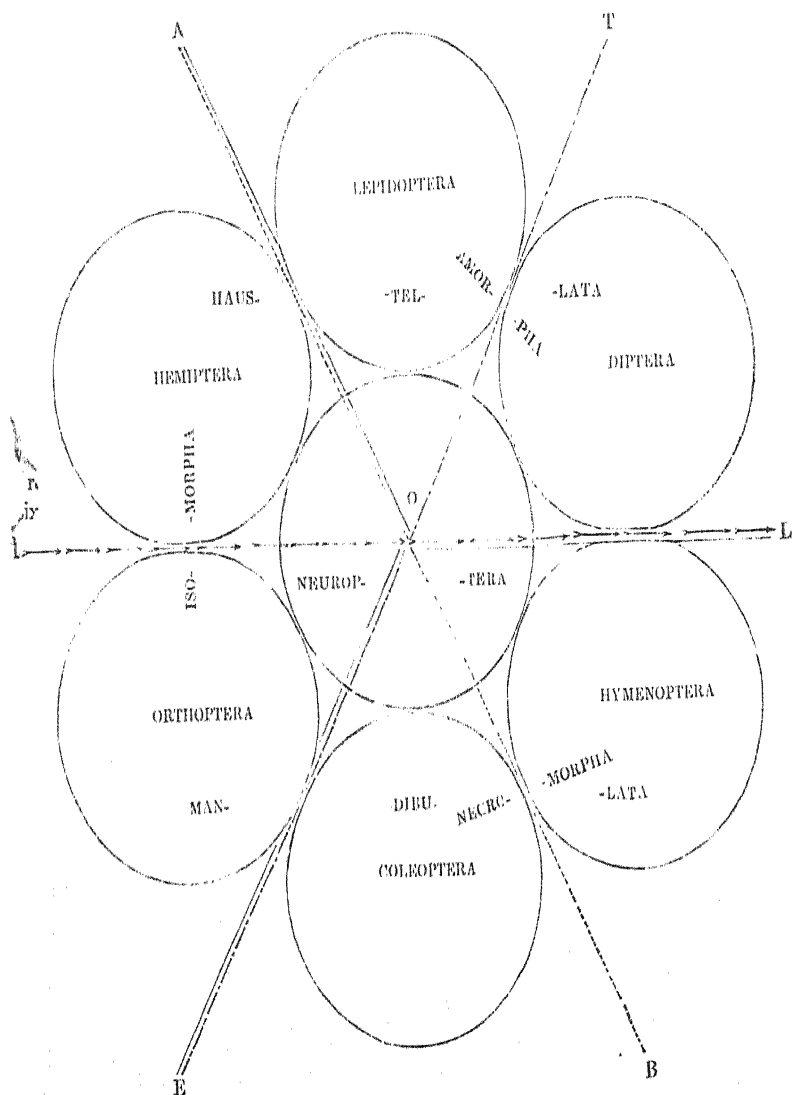 A T
LEPIDOPTERA
AMOR-
HAUS- -TEL- -LATA
-PHA
HEMIPTERA DIPTERA
-MORPHA
O
L L
ISO-
NEUROP- -TERA
ORTHOPTERA HYMENOPTERA
-MORPHA
MAN- -DIBU- NECRO- -LATA
COLEOPTERA
E B